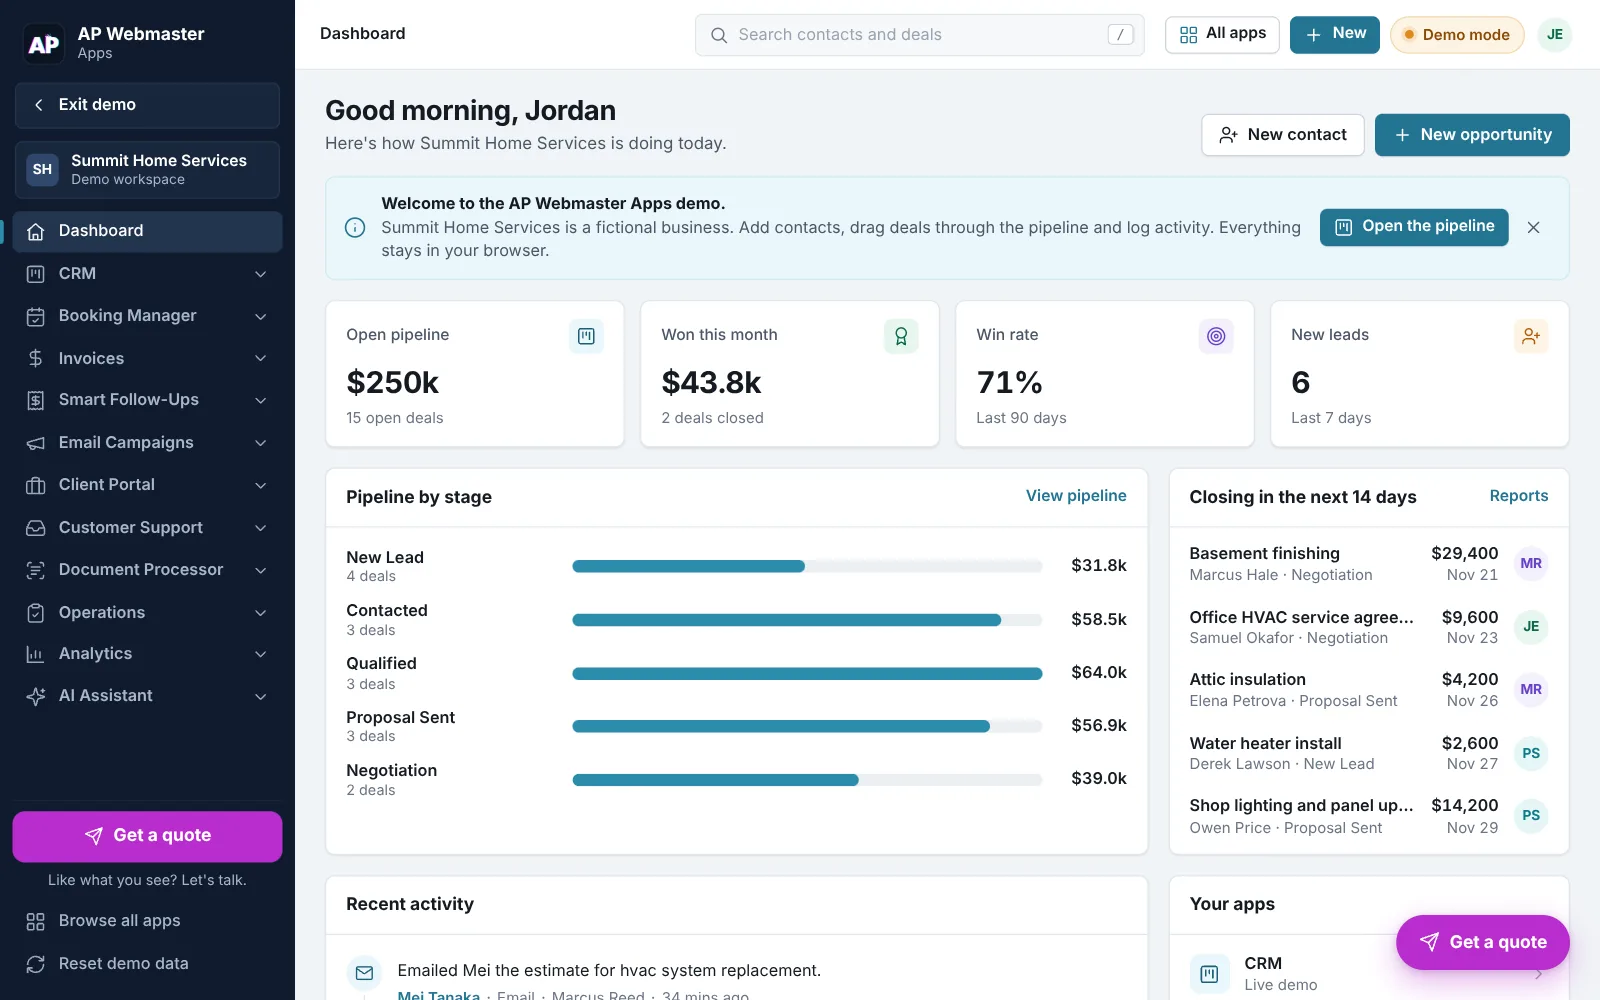 AP
AP Webmaster
Apps
Exit demo
SH
Summit Home Services
Demo workspace
Dashboard
CRM
Booking Manager
Invoices
Smart Follow-Ups
Email Campaigns
Client Portal
Customer Support
Document Processor
Operations
Analytics
AI Assistant
Get a quote
Like what you see? Let's talk.
Browse all apps
Reset demo data
Dashboard
Search contacts and deals
/
All apps
New
Demo mode
JE
Good morning, Jordan
Here's how Summit Home Services is doing today.
New contact
New opportunity
Welcome to the AP Webmaster Apps demo.
Summit Home Services is a fictional business. Add contacts, drag deals through the pipeline and log activity. Everything
stays in your browser.
Open the pipeline
Open pipeline
$250k
15 open deals
Won this month
$43.8k
2 deals closed
Win rate
71%
Last 90 days
New leads
6
Last 7 days
Pipeline by stage
View pipeline
New Lead
4 deals
$31.8k
Contacted
3 deals
$58.5k
Qualified
3 deals
$64.0k
Proposal Sent
3 deals
$56.9k
Negotiation
2 deals
$39.0k
Closing in the next 14 days
Reports
Basement finishing
$29,400
Marcus Hale · Negotiation
Nov 21
MR
Office HVAC service agree...
$9,600
Samuel Okafor · Negotiation
Nov 23
JE
Attic insulation
$4,200
Elena Petrova · Proposal Sent
Nov 26
MR
Water heater install
$2,600
Derek Lawson · New Lead
Nov 27
PS
Shop lighting and panel up...
$14,200
Owen Price · Proposal Sent
Nov 29
PS
Recent activity
Emailed Mei the estimate for hvac system replacement.
Mei Tanaka · Email · Marcus Reed · 34 mins ago
Your apps
CRM
Live demo
Get a quote